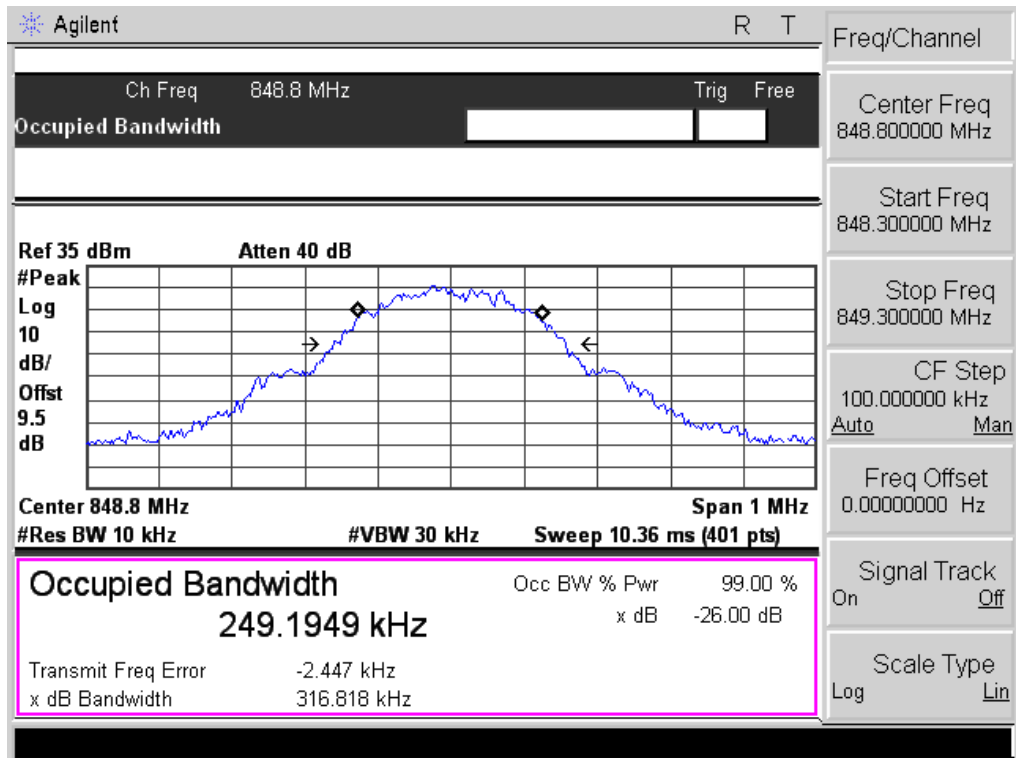 Agilent
R T
Ch Freq 848.8 MHz Trig Free
Occupied Bandwidth
Ref 35 dBm Atten 40 dB
#Peak
Log
10
dB/
Offst
9.5
dB
Center 848.8 MHz Span 1 MHz
#Res BW 10 kHz #VBW 30 kHz Sweep 10.36 ms (401 pts)
Occupied Bandwidth
249.1949 kHz
Occ BW % Pwr 99.00 %
x dB -26.00 dB
Transmit Freq Error -2.447 kHz
x dB Bandwidth 316.818 kHz
Freq/Channel
Center Freq
848.800000 MHz
Start Freq
848.300000 MHz
Stop Freq
849.300000 MHz
CF Step
100.000000 kHz
Auto Man
Freq Offset
0.00000000 Hz
Signal Track
On Off
Scale Type
Log Lin